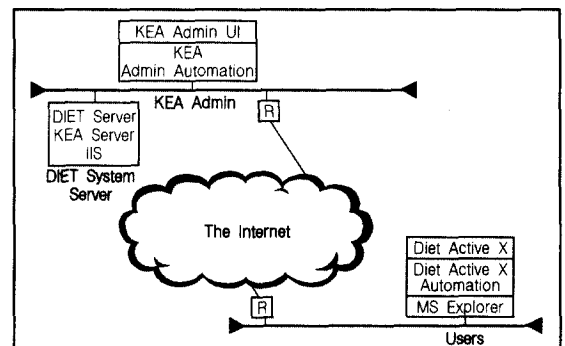 KEA Admin UI
KEA
Admin Automation
KEA Admin
R
DIET Server
KEA Server
IIS
DIET System
Server
The Internet
Diet Active X
Diet Active X
Automation
MS Explorer
R
Users